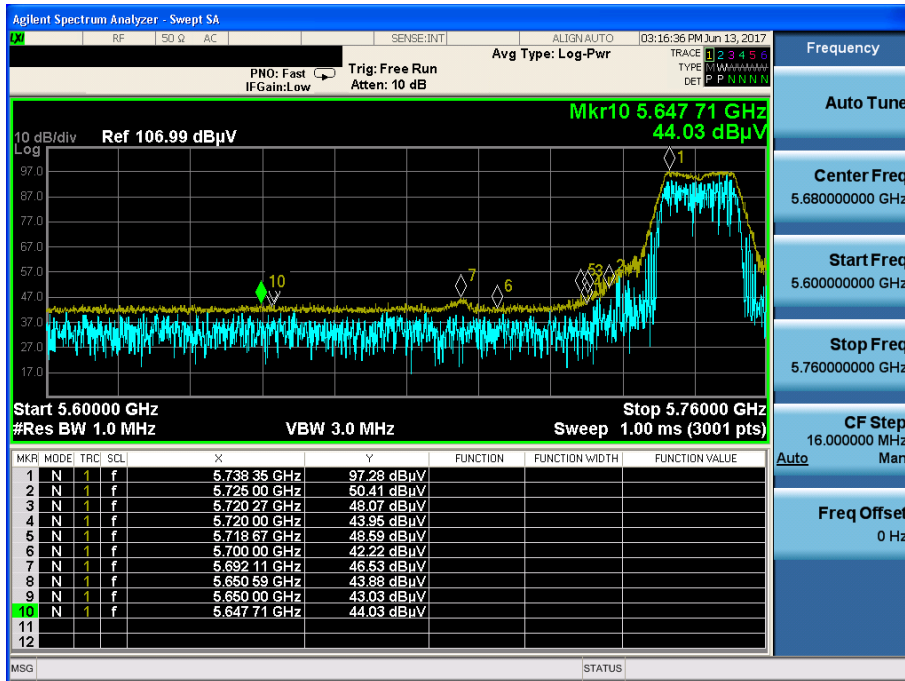 Agilent Spectrum Analyzer - Swept SA
LXI RF 50 Ω AC SENSE:INT ALIGN AUTO 03:16:36 PM Jun 13, 2017
PNO: Fast
IFGain:Low
Trig: Free Run
Atten: 10 dB
Avg Type: Log-Pwr
TRACE 1 2 3 4 5 6
TYPE M W W W W W
DET P P N N N N
Mkr10 5.647 71 GHz
44.03 dBµV
10 dB/div Ref 106.99 dBµV
Log
97.0
87.0
77.0
67.0
57.0
47.0
37.0
27.0
17.0
1
10
7
6
5
3
2
Start 5.60000 GHz
Stop 5.76000 GHz
#Res BW 1.0 MHz
VBW 3.0 MHz
Sweep 1.00 ms (3001 pts)
MKR MODE TRC SCL X Y FUNCTION FUNCTION WIDTH FUNCTION VALUE
1 N 1 f 5.738 35 GHz 97.28 dBµV
2 N 1 f 5.725 00 GHz 50.41 dBµV
3 N 1 f 5.720 27 GHz 48.07 dBµV
4 N 1 f 5.720 00 GHz 43.95 dBµV
5 N 1 f 5.718 67 GHz 48.59 dBµV
6 N 1 f 5.700 00 GHz 42.22 dBµV
7 N 1 f 5.692 11 GHz 46.53 dBµV
8 N 1 f 5.650 59 GHz 43.88 dBµV
9 N 1 f 5.650 00 GHz 43.03 dBµV
10 N 1 f 5.647 71 GHz 44.03 dBµV
11
12
MSG STATUS
Frequency
Auto Tune
Center Freq
5.680000000 GHz
Start Freq
5.600000000 GHz
Stop Freq
5.760000000 GHz
CF Step
16.000000 MHz
Auto Man
Freq Offset
0 Hz